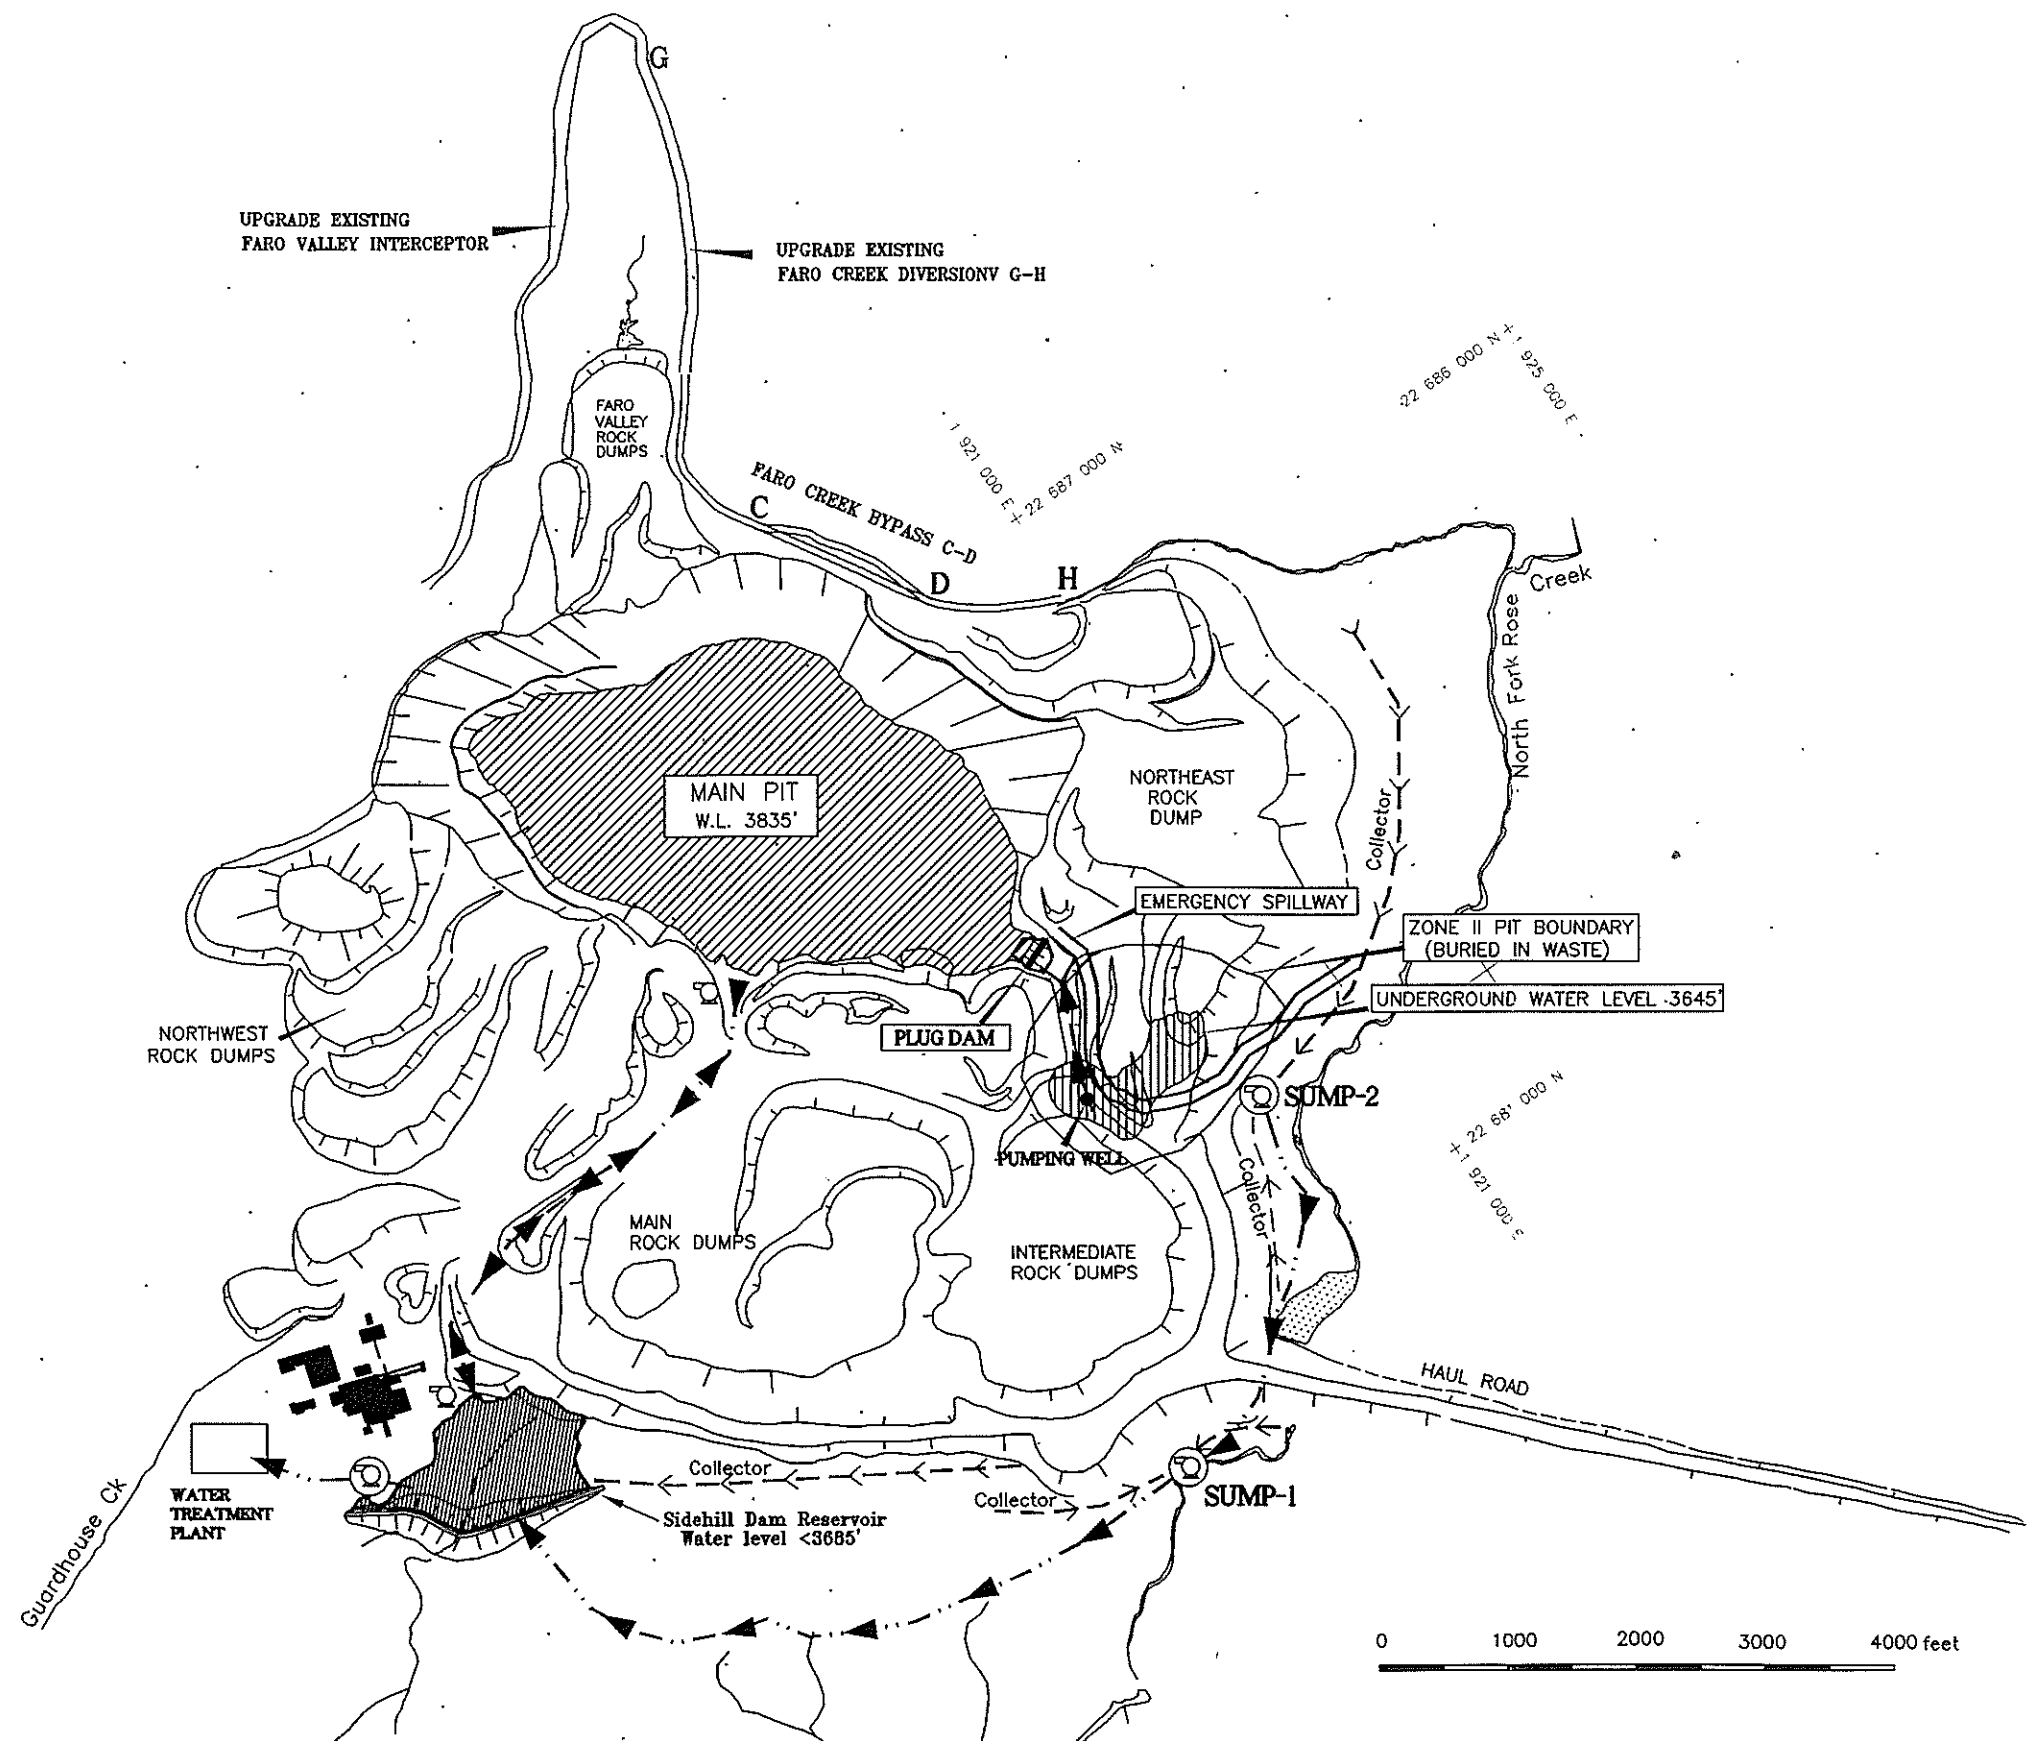 G
UPGRADE EXISTING
FARO VALLEY INTERCEPTOR
UPGRADE EXISTING
FARO CREEK DIVERSIONV G-H
22 686 000 N
1 925 000 E
FARO
VALLEY
ROCK
DUMPS
1 921 000 E
22 687 000 N
FARO CREEK BYPASS C-D
C
D
H
Creek
North Fork Rose
MAIN PIT
W.L. 3835'
NORTHEAST
ROCK
DUMP
Collector
EMERGENCY SPILLWAY
ZONE II PIT BOUNDARY
(BURIED IN WASTE)
UNDERGROUND WATER LEVEL 3645'
NORTHWEST
ROCK DUMPS
PLUG DAM
SUMP-2
22 681 000 N
1 921 000 E
PUMPING WELL
Collector
MAIN
ROCK DUMPS
INTERMEDIATE
ROCK DUMPS
HAUL ROAD
Collector
Collector
SUMP-1
WATER
TREATMENT
PLANT
Sidehill Dam Reservoir
Water level <3685'
Guardhouse Ck
0 1000 2000 3000 4000 feet